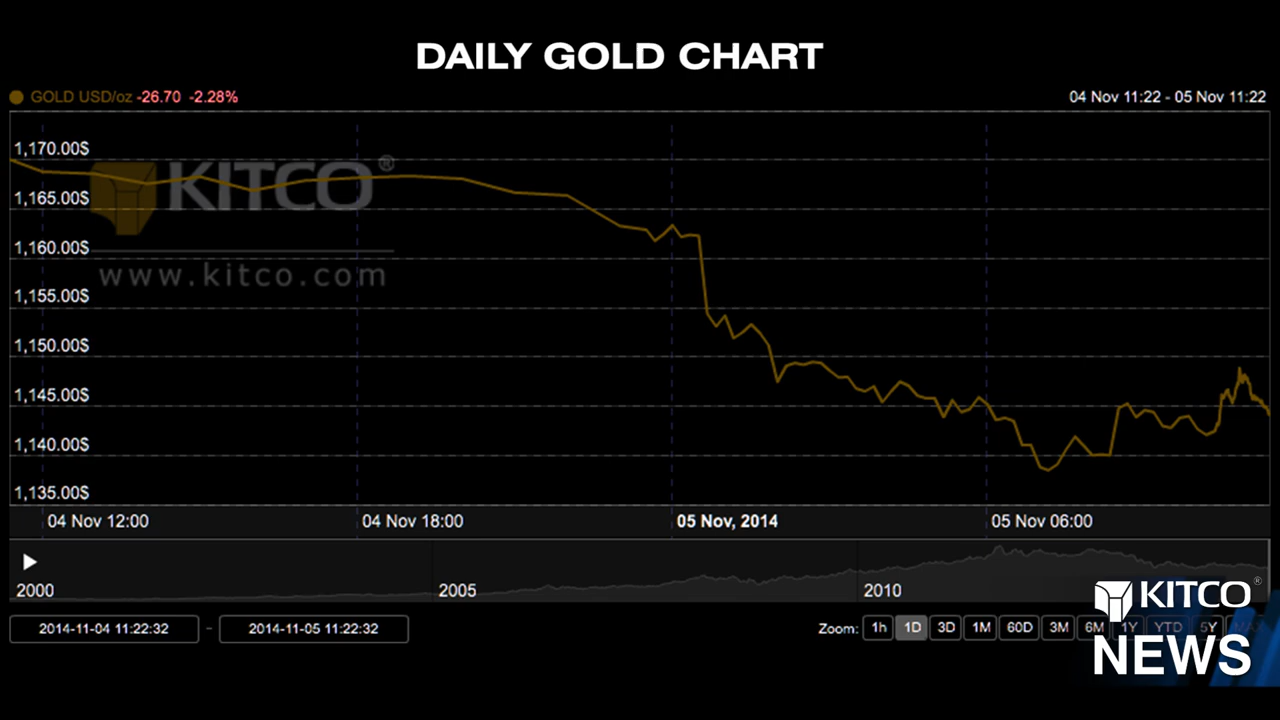 DAILY GOLD CHART
GOLD USD/oz -26.70 -2.28%
04 Nov 11:22 - 05 Nov 11:22
1,170.00$
KITCO®
1,165.00$
1,160.00$
www.kitco.com
1,155.00$
1,150.00$
1,145.00$
1,140.00$
1,135.00$
04 Nov 12:00
04 Nov 18:00
05 Nov, 2014
05 Nov 06:00
2000
2005
2010
2014-11-04 11:22:32 - 2014-11-05 11:22:32
Zoom: 1h 1D 3D 1M 60D 3M 6M 1Y YTD 5Y MAX
KITCO®
NEWS